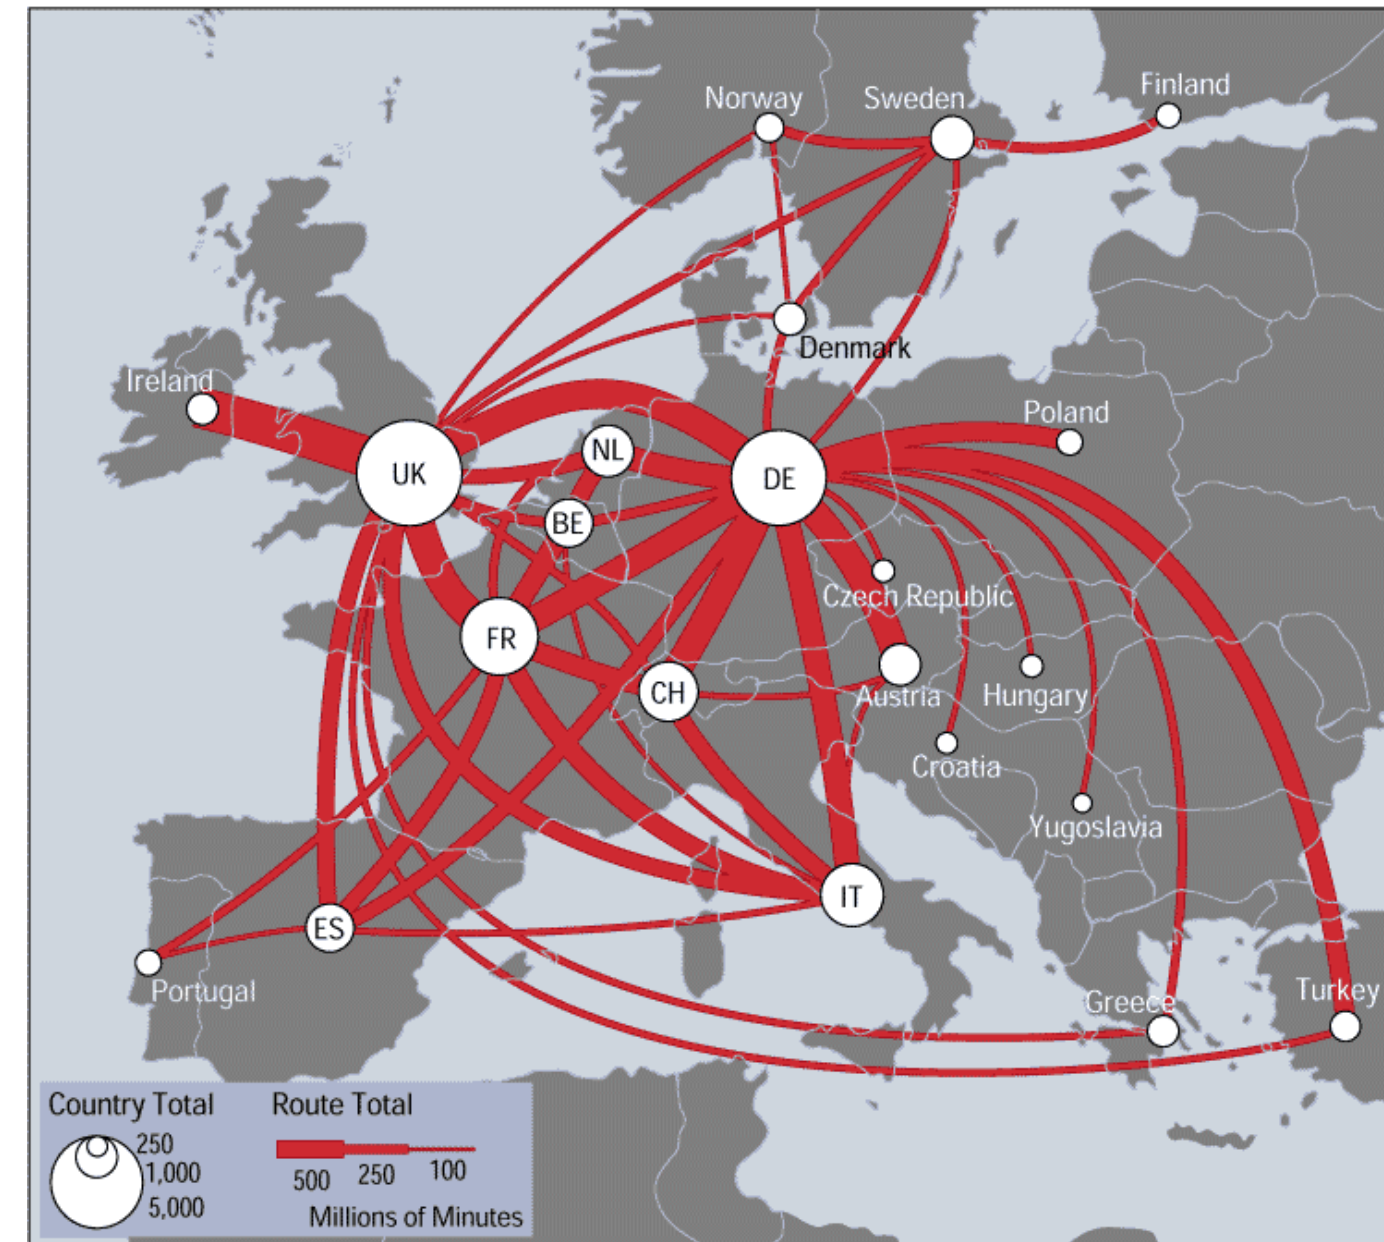 Norway
Sweden
Finland
Denmark
Ireland
Poland
UK
NL
DE
BE
Czech Republic
FR
CH
Austria
Hungary
Croatia
Yugoslavia
IT
ES
Portugal
Greece
Turkey
Country Total
250
1,000
5,000
Route Total
500 250 100
Millions of Minutes